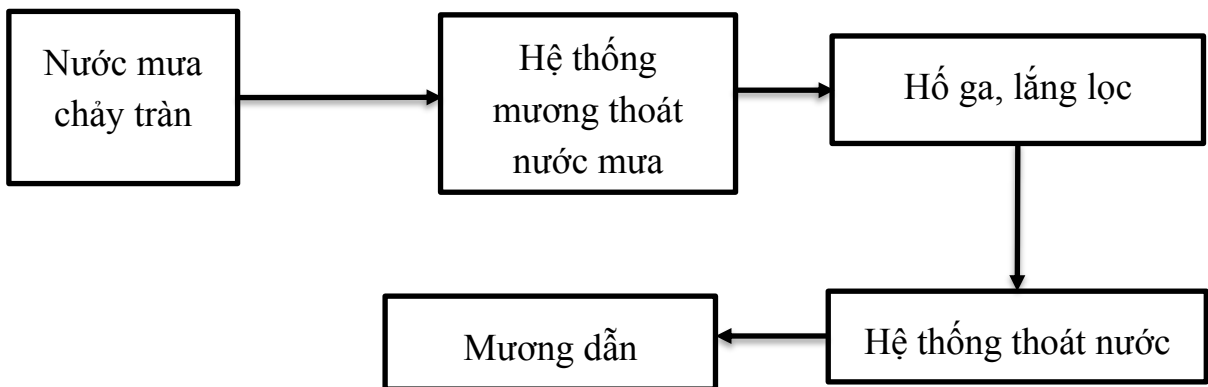 Nước mưa
chảy tràn
Hệ thống
mương thoát
nước mưa
Hố ga, lắng lọc
Hệ thống thoát nước
Mương dẫn